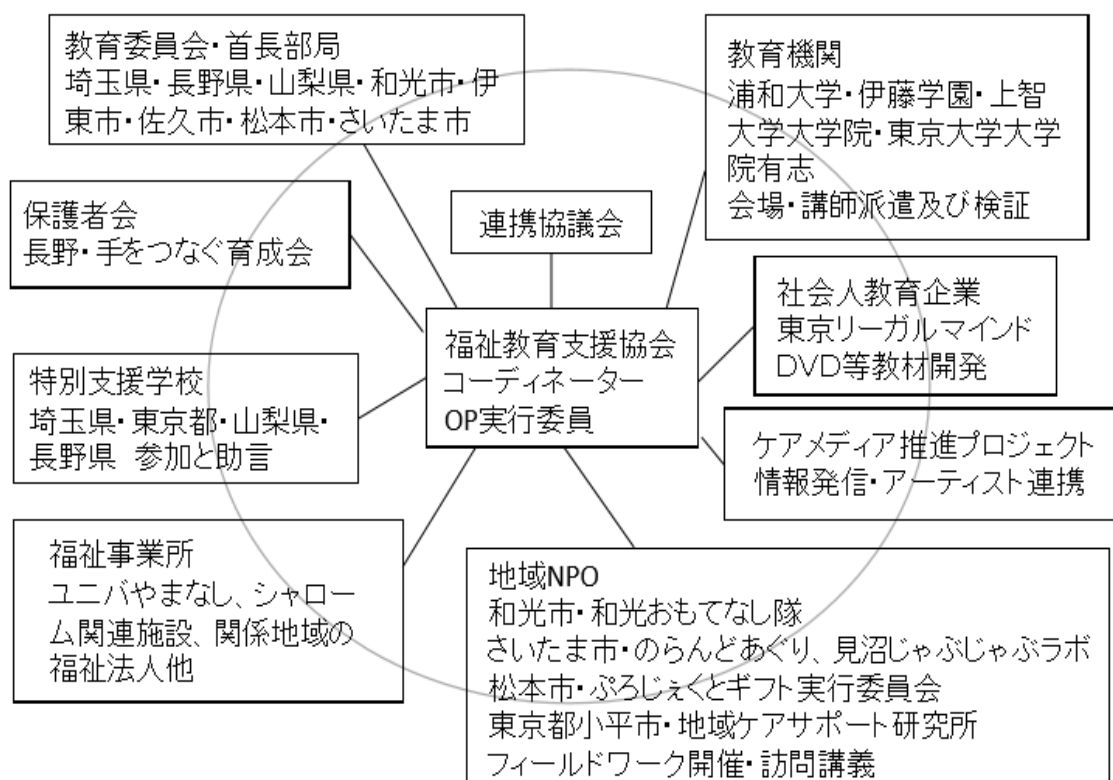 教育委員会・首長部局
埼玉県・長野県・山梨県・和光市・伊
東市・佐久市・松本市・さいたま市
教育機関
浦和大学・伊藤学園・上智
大学大学院・東京大学大学
院有志
会場・講師派遣及び検証
保護者会
長野・手をつなぐ育成会
連携協議会
社会人教育企業
東京リーガルマインド
DVD等教材開発
福祉教育支援協会
コーディネーター
OP実行委員
特別支援学校
埼玉県・東京都・山梨県・
長野県 参加と助言
ケアメディア推進プロジェクト
情報発信・アーティスト連携
福祉事業所
ユニバやまなし、シャロー
ム関連施設、関係地域の
福祉法人他
地域NPO
和光市・和光おもてなし隊
さいたま市・のらんどあぐり、見沼じゃぶじゃぶラボ
松本市・ぷろじぇくとギフト実行委員会
東京都小平市・地域ケアサポート研究所
フィールドワーク開催・訪問講義